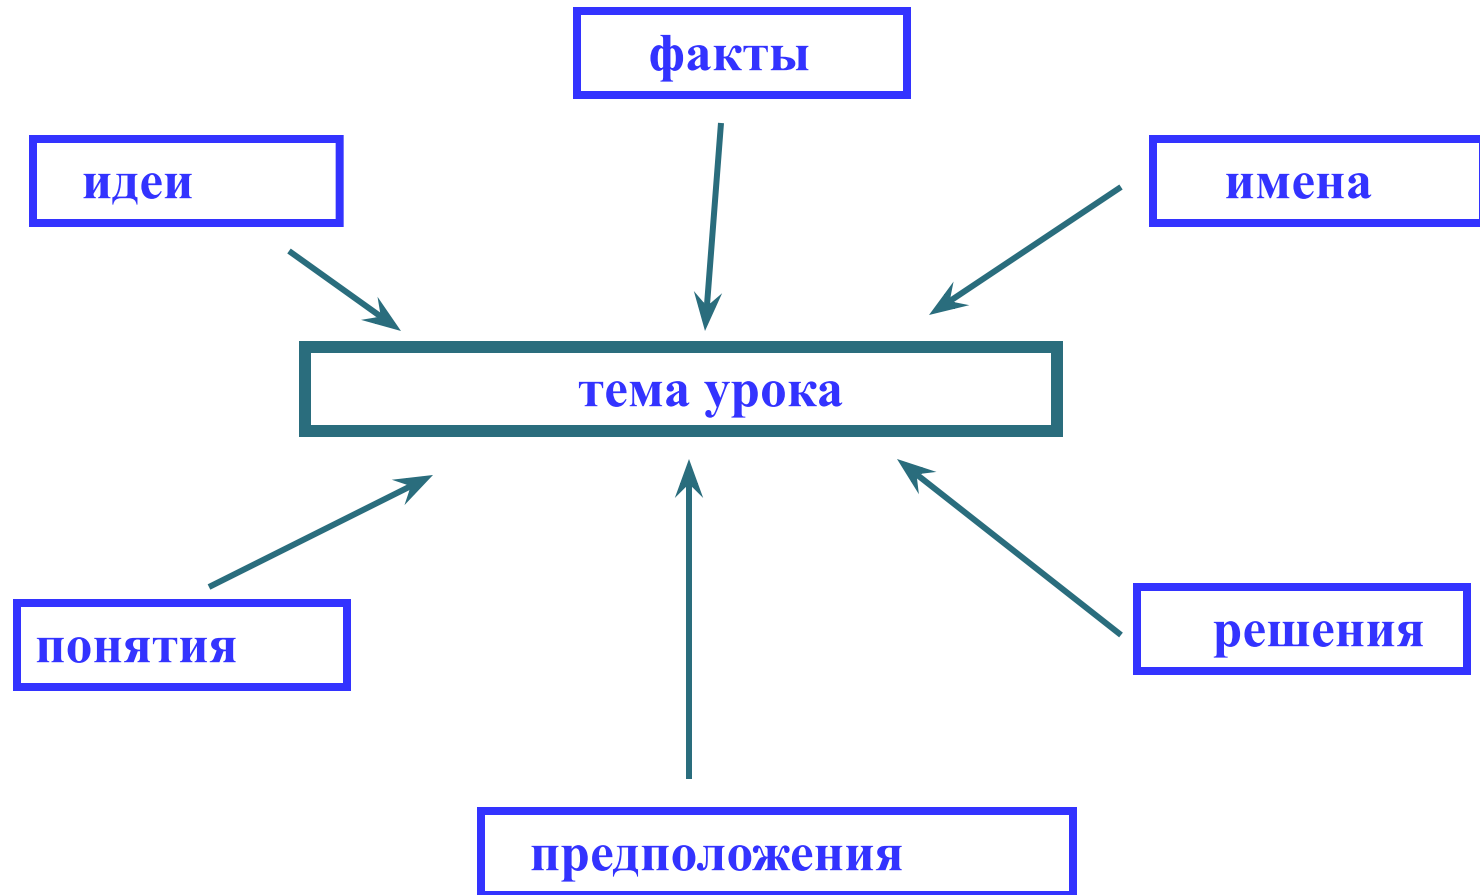 факты
идеи
имена
тема урока
понятия
решения
предположения